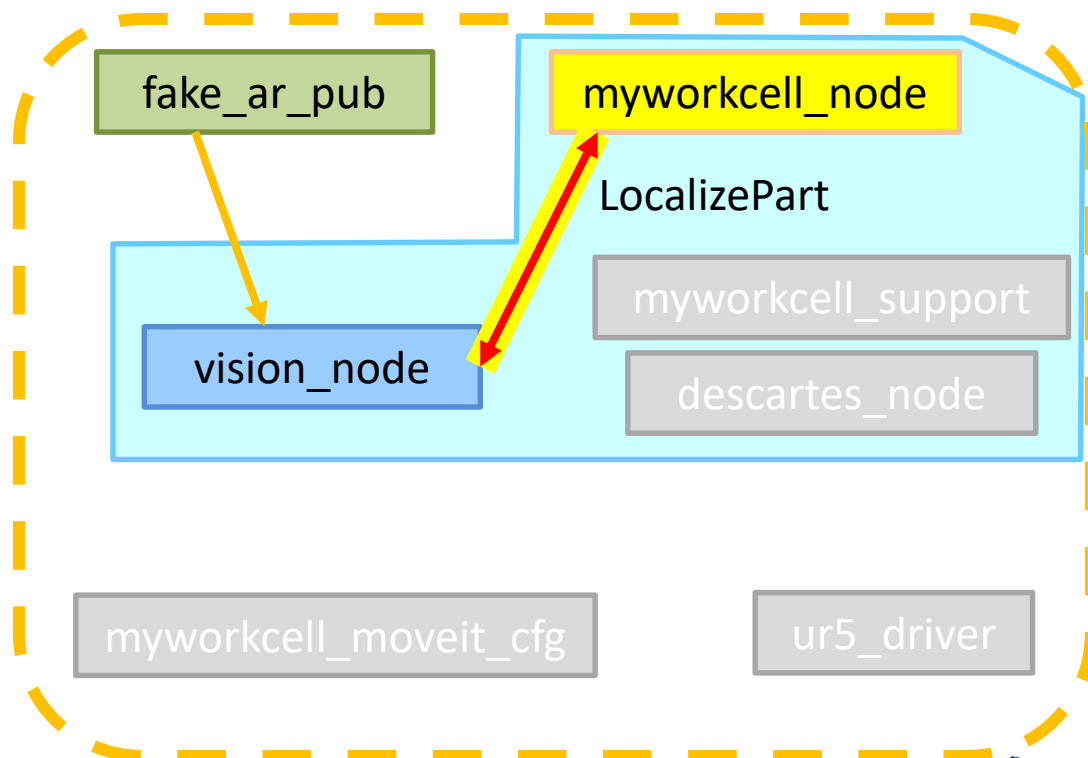 fake_ar_pub
myworkcell_node
LocalizePart
myworkcell_support
vision_node
descartes_node
myworkcell_moveit_cfg
ur5_driver